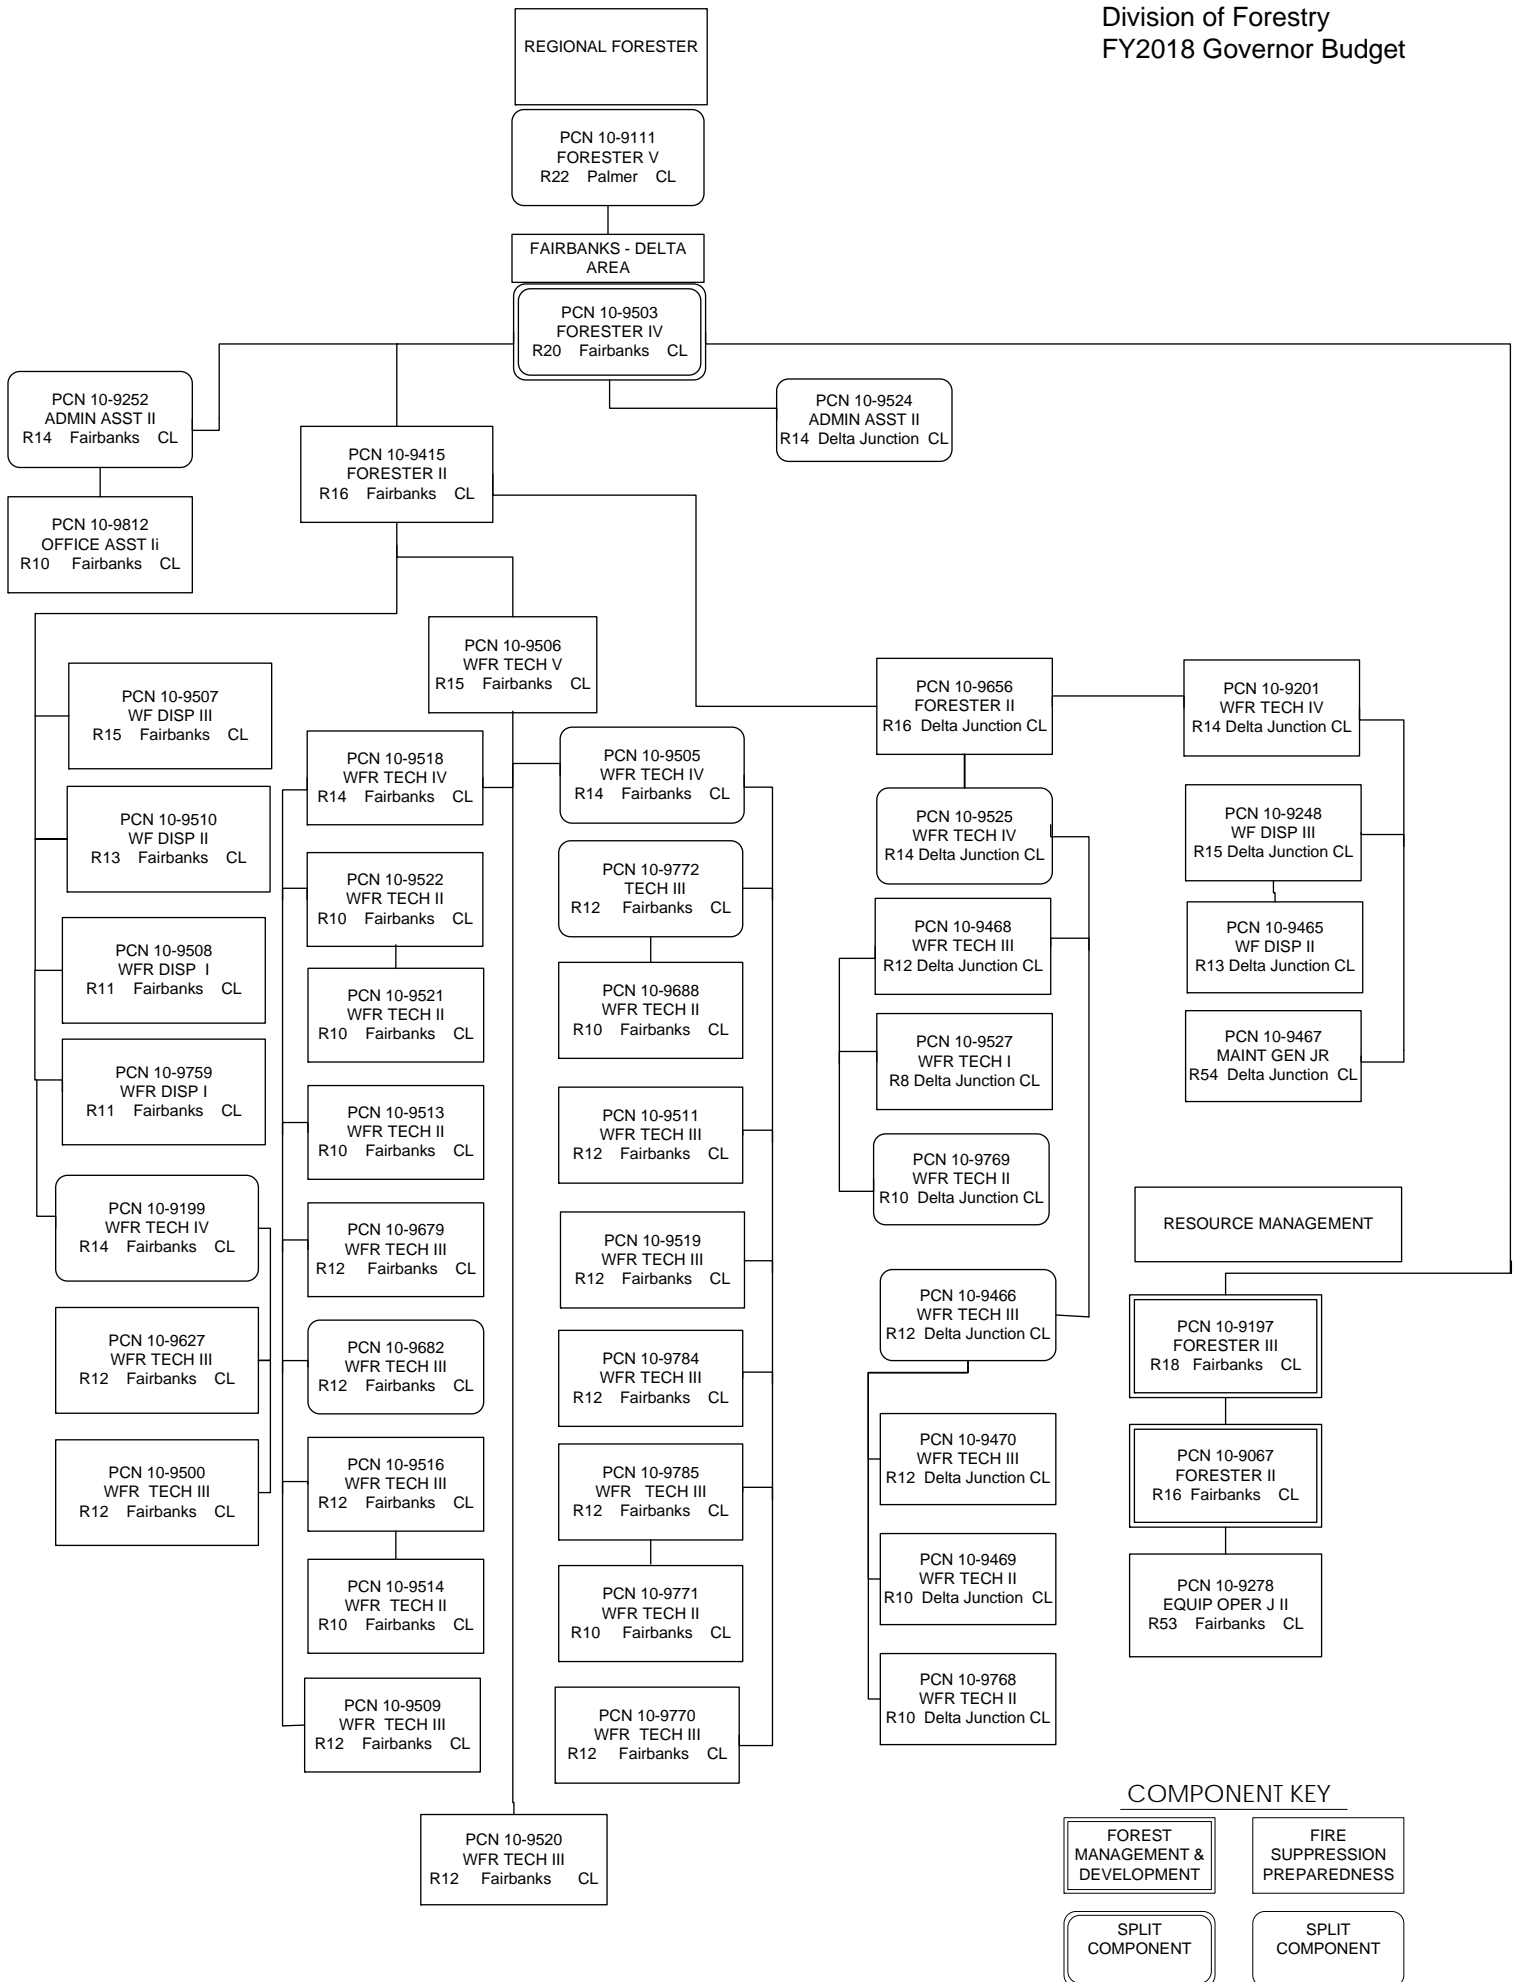 Division of Forestry
FY2018 Governor Budget
REGIONAL FORESTER
PCN 10-9111
FORESTER V
R22 Palmer CL
FAIRBANKS - DELTA
AREA
PCN 10-9503
FORESTER IV
R20 Fairbanks CL
PCN 10-9252
ADMIN ASST II
R14 Fairbanks CL
PCN 10-9524
ADMIN ASST II
R14 Delta Junction CL
PCN 10-9415
FORESTER II
R16 Fairbanks CL
PCN 10-9812
OFFICE ASST Ii
R10 Fairbanks CL
PCN 10-9506
WFR TECH V
R15 Fairbanks CL
PCN 10-9507
WF DISP III
R15 Fairbanks CL
PCN 10-9510
WF DISP II
R13 Fairbanks CL
PCN 10-9508
WFR DISP I
R11 Fairbanks CL
PCN 10-9759
WFR DISP I
R11 Fairbanks CL
PCN 10-9199
WFR TECH IV
R14 Fairbanks CL
PCN 10-9627
WFR TECH III
R12 Fairbanks CL
PCN 10-9500
WFR TECH III
R12 Fairbanks CL
PCN 10-9518
WFR TECH IV
R14 Fairbanks CL
PCN 10-9522
WFR TECH II
R10 Fairbanks CL
PCN 10-9521
WFR TECH II
R10 Fairbanks CL
PCN 10-9513
WFR TECH II
R10 Fairbanks CL
PCN 10-9679
WFR TECH III
R12 Fairbanks CL
PCN 10-9682
WFR TECH III
R12 Fairbanks CL
PCN 10-9516
WFR TECH III
R12 Fairbanks CL
PCN 10-9514
WFR TECH II
R10 Fairbanks CL
PCN 10-9509
WFR TECH III
R12 Fairbanks CL
PCN 10-9505
WFR TECH IV
R14 Fairbanks CL
PCN 10-9772
TECH III
R12 Fairbanks CL
PCN 10-9688
WFR TECH II
R10 Fairbanks CL
PCN 10-9511
WFR TECH III
R12 Fairbanks CL
PCN 10-9519
WFR TECH III
R12 Fairbanks CL
PCN 10-9784
WFR TECH III
R12 Fairbanks CL
PCN 10-9785
WFR TECH III
R12 Fairbanks CL
PCN 10-9771
WFR TECH II
R10 Fairbanks CL
PCN 10-9770
WFR TECH III
R12 Fairbanks CL
PCN 10-9520
WFR TECH III
R12 Fairbanks CL
PCN 10-9656
FORESTER II
R16 Delta Junction CL
PCN 10-9525
WFR TECH IV
R14 Delta Junction CL
PCN 10-9468
WFR TECH III
R12 Delta Junction CL
PCN 10-9527
WFR TECH I
R8 Delta Junction CL
PCN 10-9769
WFR TECH II
R10 Delta Junction CL
PCN 10-9466
WFR TECH III
R12 Delta Junction CL
PCN 10-9470
WFR TECH III
R12 Delta Junction CL
PCN 10-9469
WFR TECH II
R10 Delta Junction CL
PCN 10-9768
WFR TECH II
R10 Delta Junction CL
PCN 10-9201
WFR TECH IV
R14 Delta Junction CL
PCN 10-9248
WF DISP III
R15 Delta Junction CL
PCN 10-9465
WF DISP II
R13 Delta Junction CL
PCN 10-9467
MAINT GEN JR
R54 Delta Junction CL
RESOURCE MANAGEMENT
PCN 10-9197
FORESTER III
R18 Fairbanks CL
PCN 10-9067
FORESTER II
R16 Fairbanks CL
PCN 10-9278
EQUIP OPER J II
R53 Fairbanks CL
COMPONENT KEY
FOREST
MANAGEMENT &
DEVELOPMENT
FIRE
SUPPRESSION
PREPAREDNESS
SPLIT
COMPONENT
SPLIT
COMPONENT